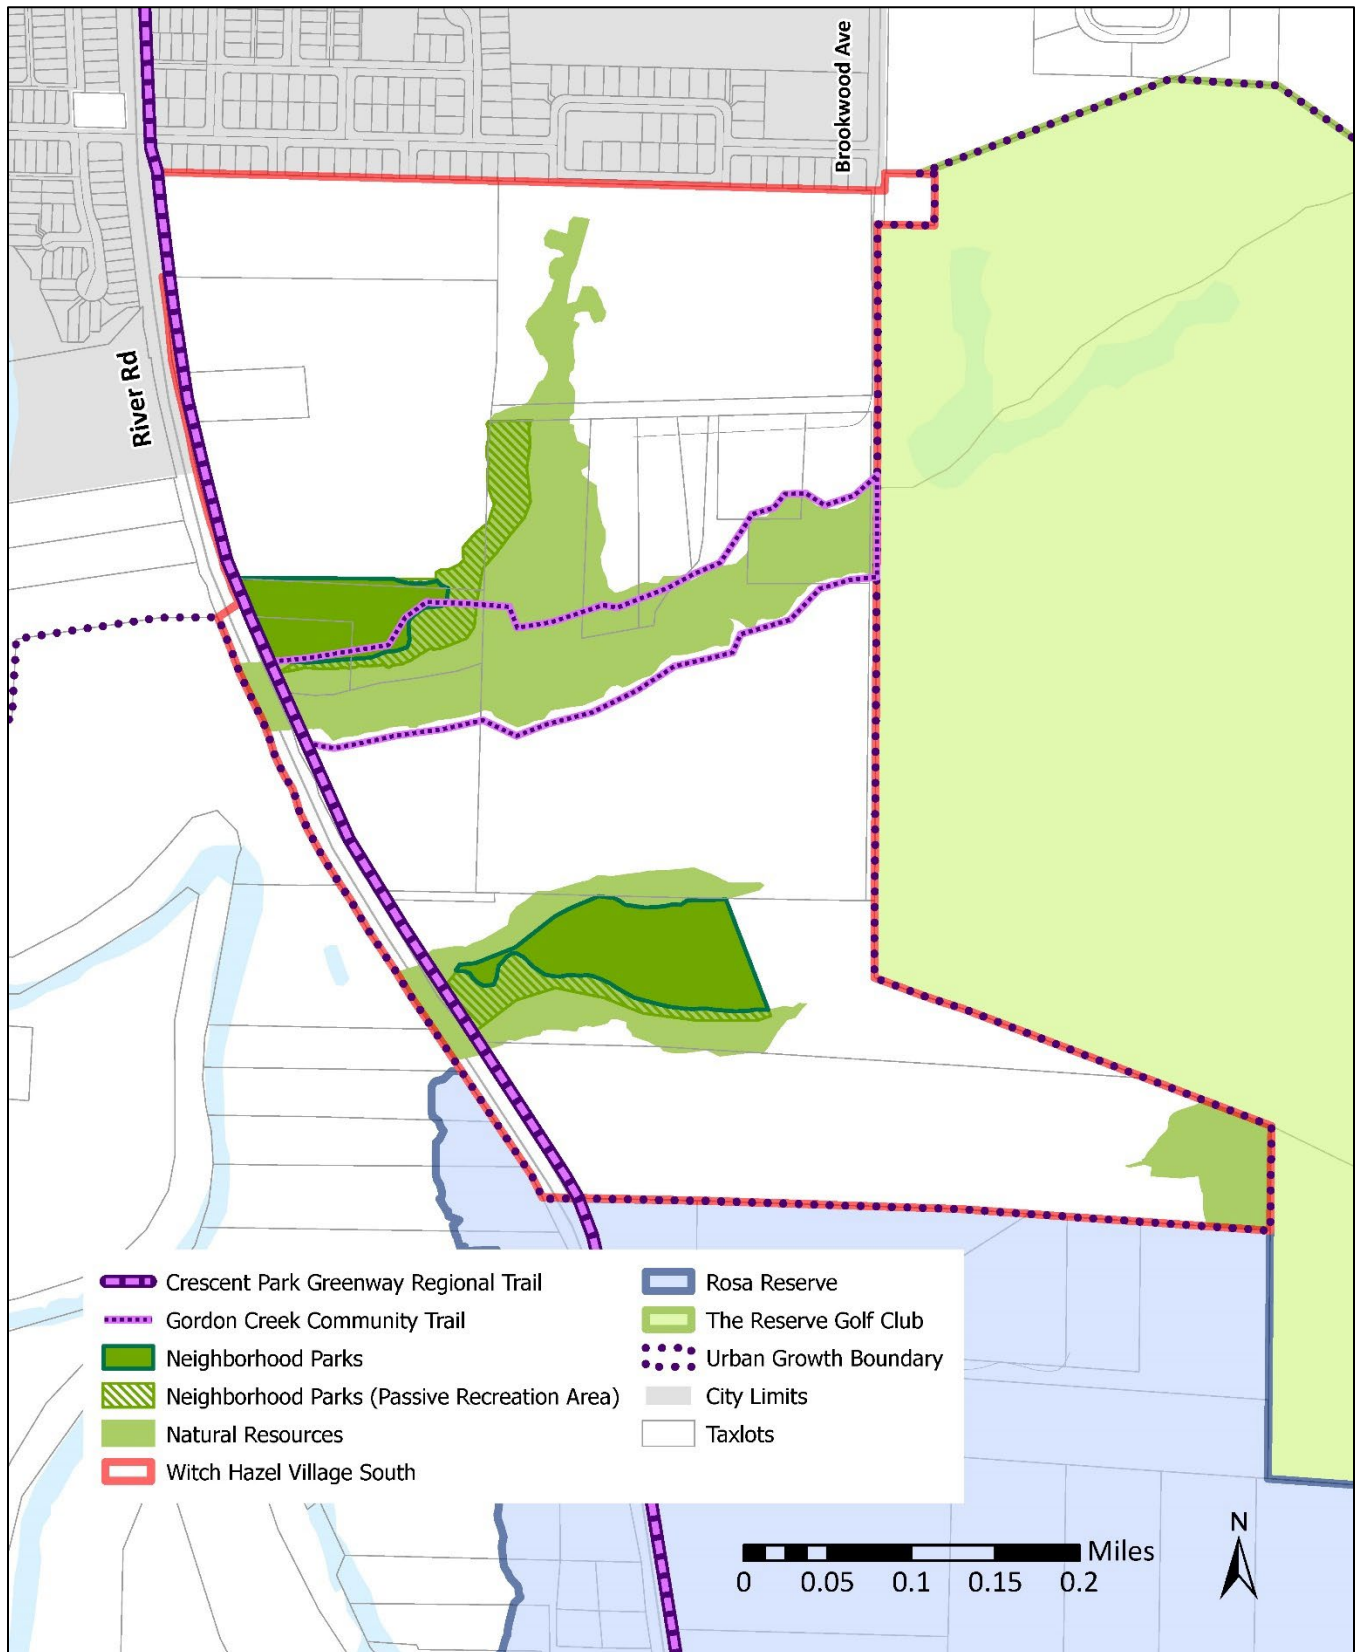 Brookwood Ave
River Rd
Crescent Park Greenway Regional Trail
Gordon Creek Community Trail
Neighborhood Parks
Neighborhood Parks (Passive Recreation Area)
Natural Resources
Witch Hazel Village South
Rosa Reserve
The Reserve Golf Club
Urban Growth Boundary
City Limits
Taxlots
N
Miles
0 0.05 0.1 0.15 0.2